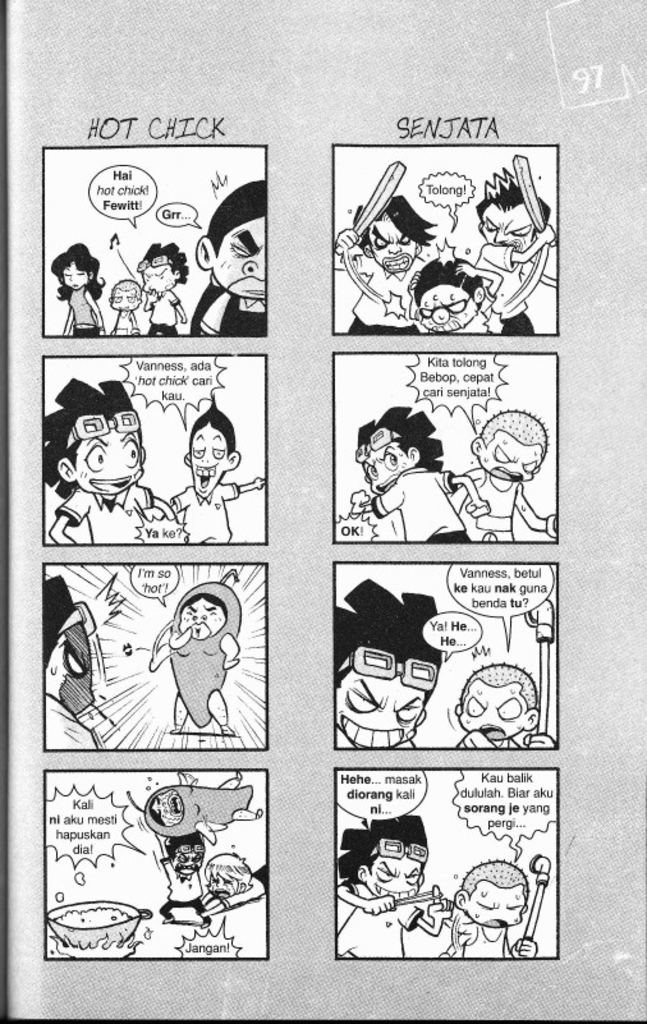 97
HOT CHICK
Hai
hot chick!
Fewitt!
Grr...
Vanness, ada
'hot chick' cari
kau.
Ya ke?
I'm so
'hot'!
Kali
ni aku mesti
hapuskan
dia!
Jangan!
SENJATA
Tolong!
Kita tolong
Bebop, cepat
cari senjata!
OK!
Vanness, betul
ke kau nak guna
benda tu?
Ya! He...
He...
Hehe... masak
diorang kali
ni...
Kau balik
dululah. Biar aku
sorang je yang
pergi...